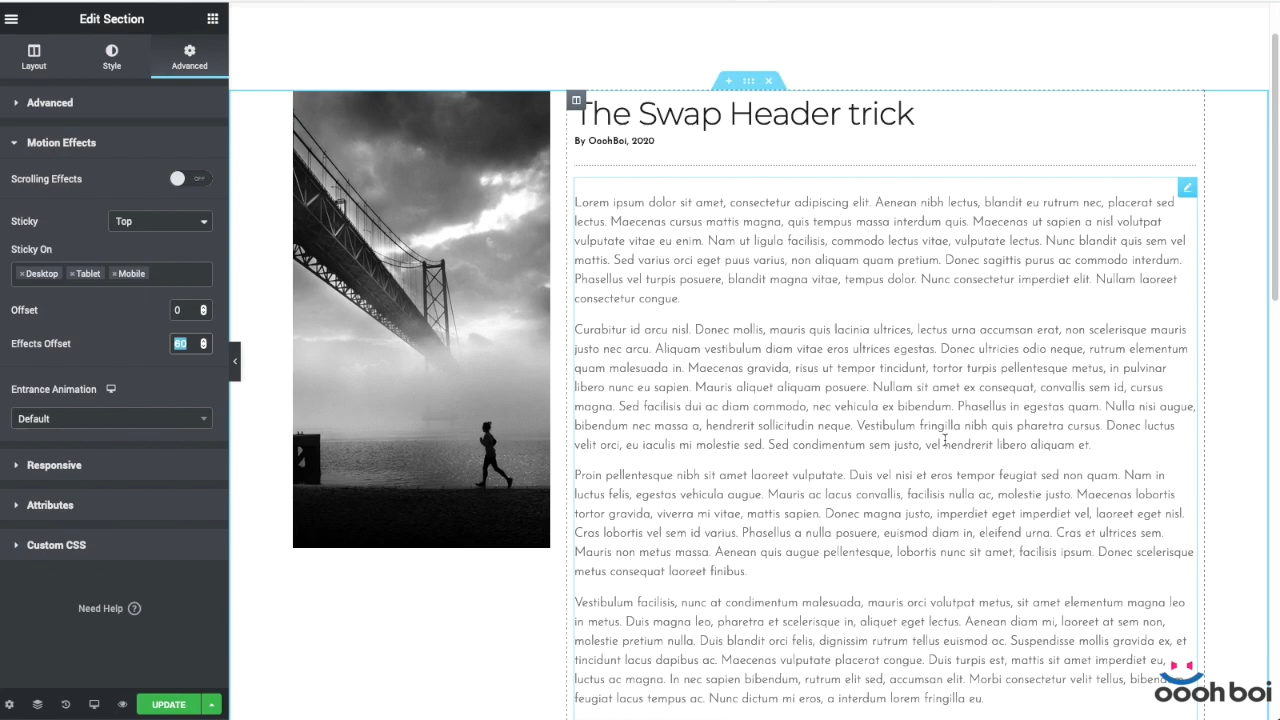 Edit Section
Layout
Style
Advanced
Advanced
Motion Effects
Scrolling Effects
OFF
Sticky
Top
Sticky On
×Desktop ×Tablet ×Mobile
Offset
0
Effects Offset
60
Entrance Animation
Default
Responsive
Attributes
Custom CSS
Need Help ?
UPDATE
The Swap Header trick
By OoohBoi, 2020
Lorem ipsum dolor sit amet, consectetur adipiscing elit. Aenean nibh lectus, blandit eu rutrum nec, placerat sed
lectus. Maecenas cursus mattis magna, quis tempus massa interdum quis. Maecenas ut sapien a nisl volutpat
vulputate vitae eu enim. Nam ut ligula facilisis, commodo lectus vitae, vulputate lectus. Nunc blandit quis sem vel
mattis. Sed varius orci eget puus varius, non aliquam quam pretium. Donec sagittis purus ac commodo interdum.
Phasellus vel turpis posuere, blandit magna vitae, tempus dolor. Nunc consectetur imperdiet elit. Nullam laoreet
consectetur congue.
Curabitur id arcu nisl. Donec mollis, mauris quis lacinia ultrices, lectus urna accumsan erat, non scelerisque mauris
justo nec arcu. Aliquam vestibulum diam vitae eros ultrices egestas. Donec ultricies odio neque, rutrum elementum
quam malesuada in. Maecenas gravida, risus ut tempor tincidunt, tortor turpis pellentesque metus, in pulvinar
libero nunc eu sapien. Mauris aliquet aliquam posuere. Nullam sit amet ex consequat, convallis sem id, cursus
magna. Sed facilisis dui ac diam commodo, nec vehicula ex bibendum. Phasellus in egestas quam. Nulla nisi augue,
bibendum nec massa a, hendrerit sollicitudin neque. Vestibulum fringilla nibh quis pharetra cursus. Donec luctus
velit orci, eu iaculis mi molestie sed. Sed condimentum sem justo, vel hendrerit libero aliquam et.
Proin pellentesque nibh sit amet laoreet vulputate. Duis vel nisi et eros tempor feugiat sed non quam. Nam in
luctus felis, egestas vehicula augue. Mauris ac lacus convallis, facilisis nulla ac, molestie justo. Maecenas lobortis
tortor gravida, viverra mi vitae, mattis sapien. Donec magna justo, imperdiet eget imperdiet vel, laoreet eget nisl.
Cras lobortis vel sem id varius. Phasellus a nulla posuere, euismod diam in, eleifend urna. Cras et ultrices sem.
Mauris non metus massa. Aenean quis augue pellentesque, lobortis nunc sit amet, facilisis ipsum. Donec scelerisque
metus consequat laoreet finibus.
Vestibulum facilisis, nunc at condimentum malesuada, mauris orci volutpat metus, sit amet elementum magna leo
in metus. Duis magna leo, pharetra et scelerisque in, aliquet eget lectus. Aenean diam mi, laoreet at sem non,
molestie pretium nulla. Duis blandit orci felis, dignissim rutrum tellus euismod ac. Suspendisse mollis gravida ex, et
tincidunt lacus dapibus ac. Maecenas vulputate placerat congue. Duis turpis est, mattis sit amet imperdiet eu,
luctus ac magna. In nec sapien bibendum, rutrum elit sed, accumsan elit. Morbi consectetur velit tellus,
feugiat lacus tempus ac. Nunc dictum mi eros, a interdum lorem fringilla eu.
oooh boi